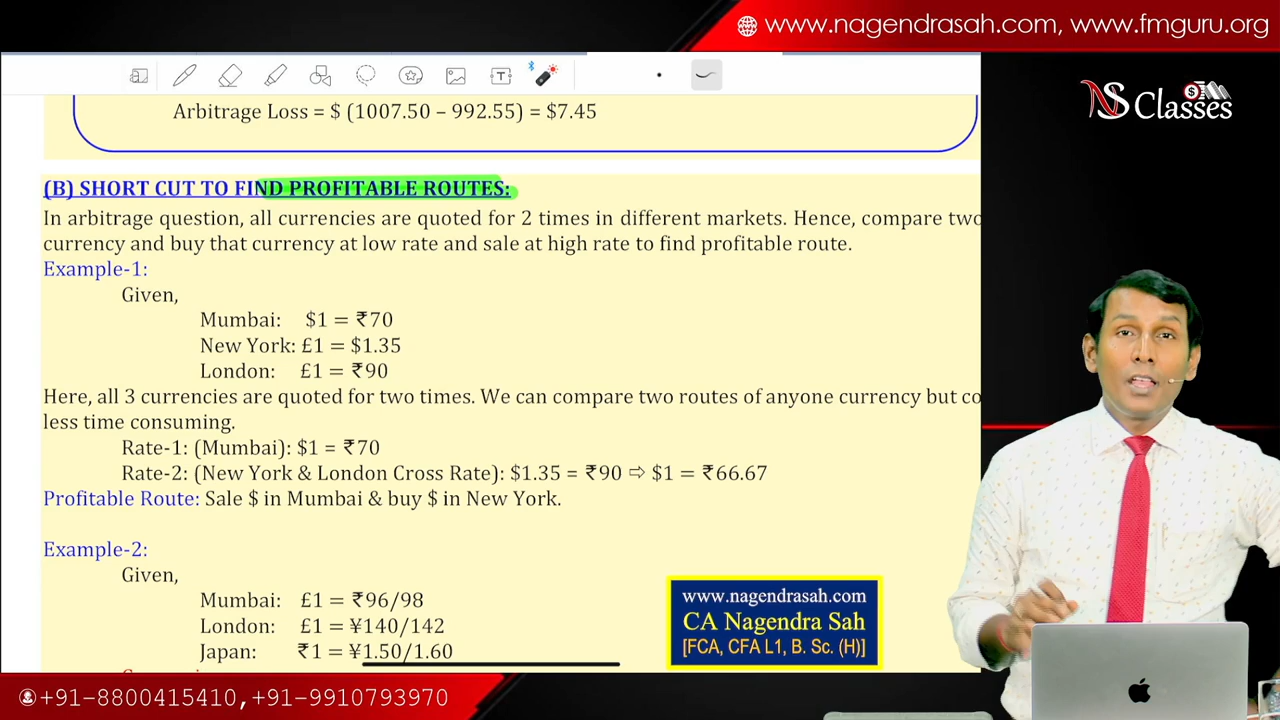 www.nagendrasah.com, www.fmguru.org
NS Classes
Arbitrage Loss = $ (1007.50 – 992.55) = $7.45
(B) SHORT CUT TO FIND PROFITABLE ROUTES:
In arbitrage question, all currencies are quoted for 2 times in different markets. Hence, compare two
currency and buy that currency at low rate and sale at high rate to find profitable route.
Example-1:
Given,
Mumbai: $1 = ₹70
New York: £1 = $1.35
London: £1 = ₹90
Here, all 3 currencies are quoted for two times. We can compare two routes of anyone currency but co
less time consuming.
Rate-1: (Mumbai): $1 = ₹70
Rate-2: (New York & London Cross Rate): $1.35 = ₹90 ⇨ $1 = ₹66.67
Profitable Route: Sale $ in Mumbai & buy $ in New York.
Example-2:
Given,
Mumbai: £1 = ₹96/98
London: £1 = ¥140/142
Japan: ₹1 = ¥1.50/1.60
www.nagendrasah.com
CA Nagendra Sah
[FCA, CFA L1, B. Sc. (H)]
+91-8800415410,+91-9910793970